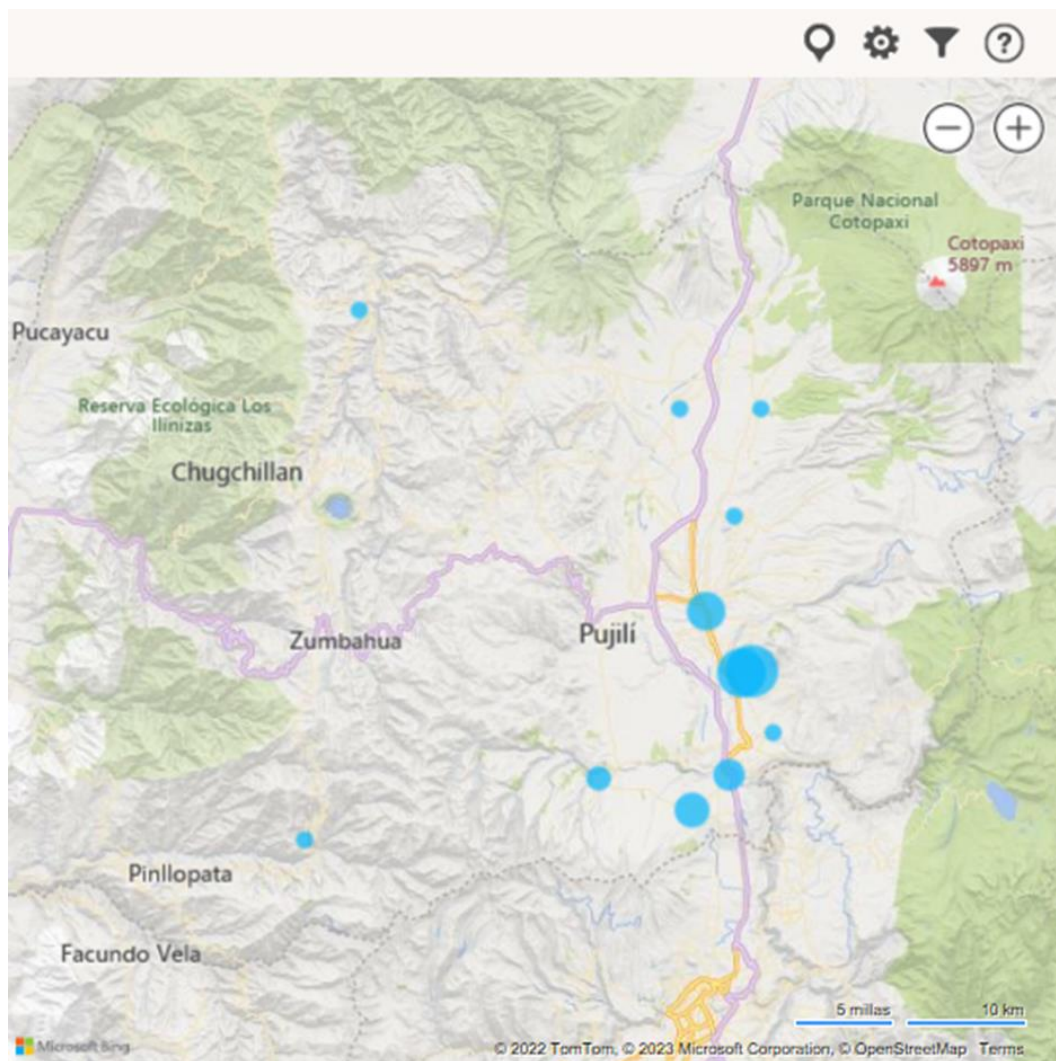 Parque Nacional
Cotopaxi
Cotopaxi
5897 m
Pucayacu
Reserva Ecológica Los
Ilinizas
Chugchillan
Zumbahua
Pujilí
Pinllopata
Facundo Vela
5 millas
10 km
Microsoft Bing
© 2022 TomTom, © 2023 Microsoft Corporation, © OpenStreetMap Terms